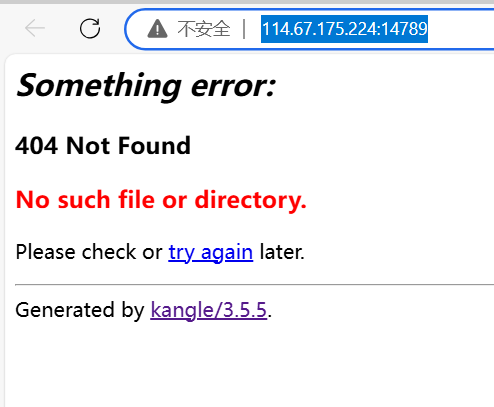 不安全 | 114.67.175.224:14789
Something error:
404 Not Found
No such file or directory.
Please check or try again later.
Generated by kangle/3.5.5.